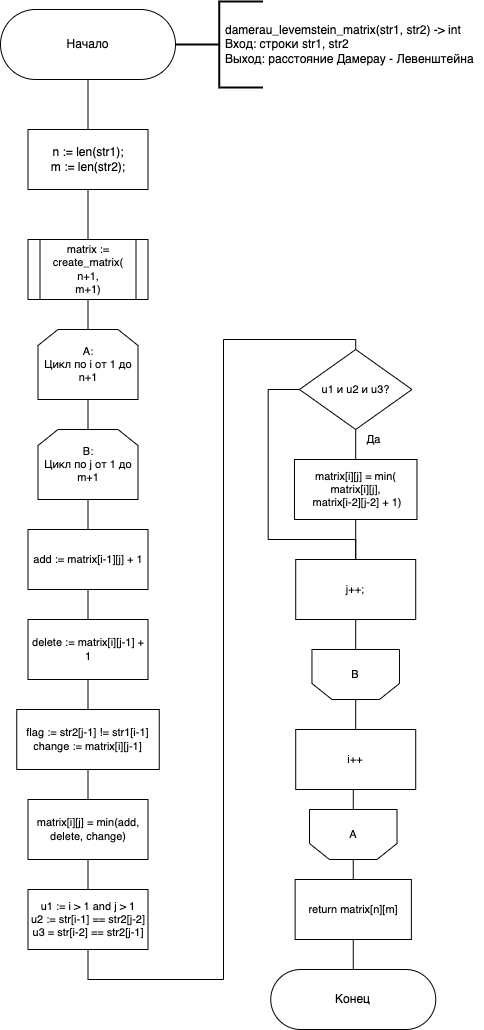 Начало
damerau_levemstein_matrix(str1, str2) -> int
Вход: строки str1, str2
Выход: расстояние Дамерау - Левенштейна
n := len(str1);
m := len(str2);
matrix :=
create_matrix(
n+1,
m+1)
A:
Цикл по i от 1 до
n+1
B:
Цикл по j от 1 до
m+1
add := matrix[i-1][j] + 1
delete := matrix[i][j-1] +
1
flag := str2[j-1] != str1[i-1]
change := matrix[i][j-1]
matrix[i][j] = min(add,
delete, change)
u1 := i > 1 and j > 1
u2 := str[i-1] == str2[j-2]
u3 = str[i-2] == str2[j-1]
u1 и u2 и u3?
Да
matrix[i][j] = min(
matrix[i][j],
matrix[i-2][j-2] + 1)
j++;
B
i++
A
return matrix[n][m]
Конец